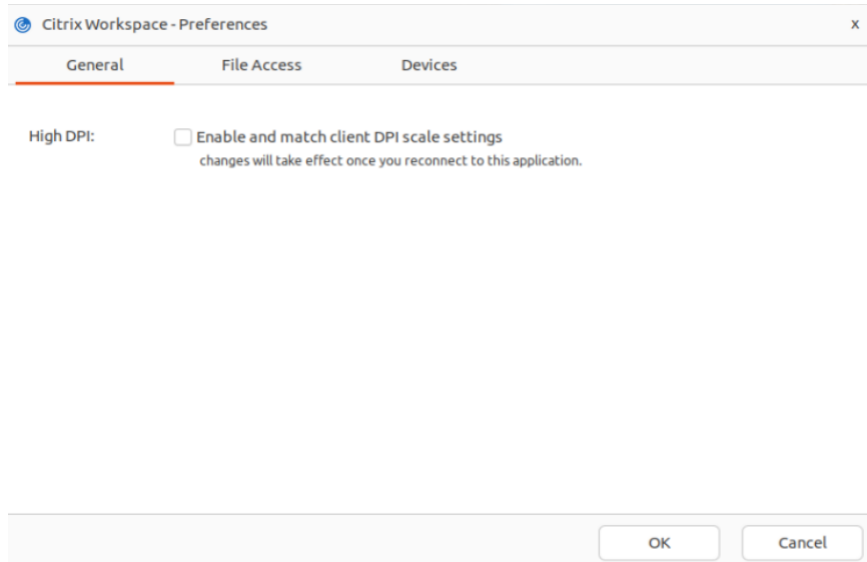 Citrix Workspace - Preferences x
General File Access Devices
High DPI: Enable and match client DPI scale settings
changes will take effect once you reconnect to this application.
OK Cancel